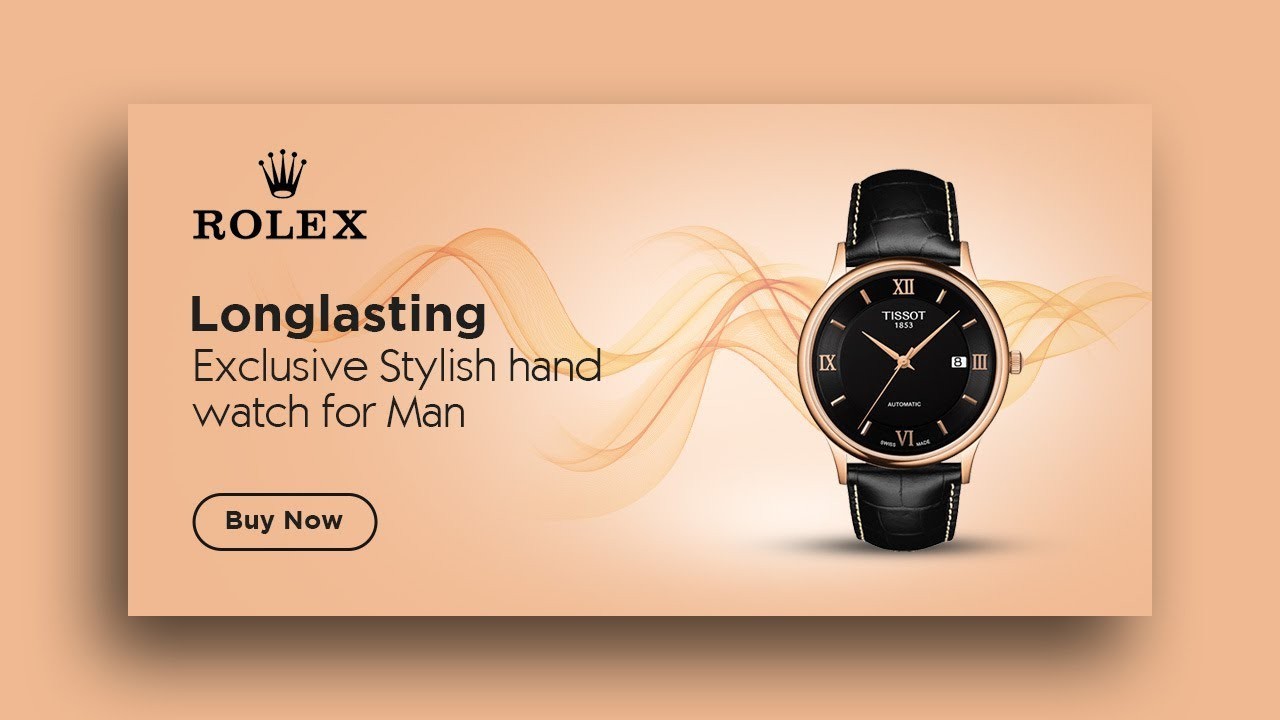 ROLEX
Longlasting
Exclusive Stylish hand
watch for Man
Buy Now
XII
TISSOT
1853
IX
8
III
AUTOMATIC
VI
SWISS MADE